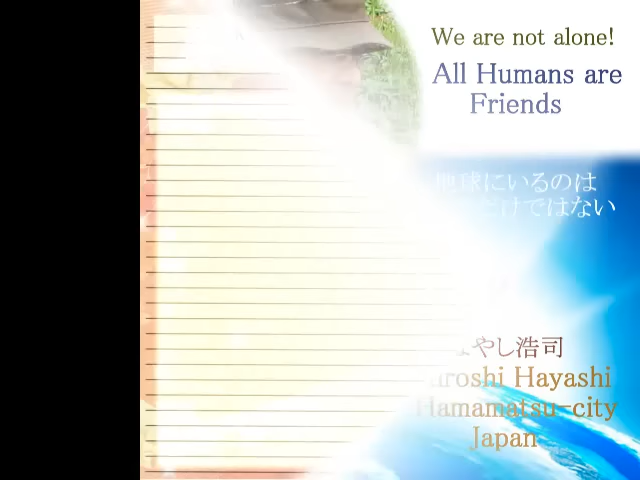 We are not alone!
All Humans are
Friends
地球にいるのは
だけではない
やし浩司
Hayashi
Hamamatsu-city
Japan